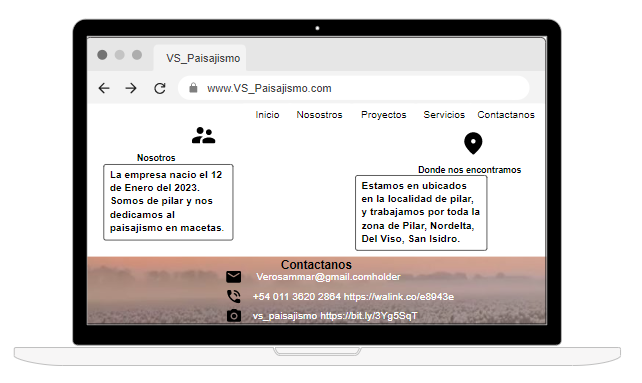 VS_Paisajismo
www.VS_Paisajismo.com
Inicio Nosostros Proyectos Servicios Contactanos
Nosotros
La empresa nacio el 12
de Enero del 2023.
Somos de pilar y nos
dedicamos al
paisajismo en macetas.
Donde nos encontramos
Estamos en ubicados
en la localidad de pilar,
y trabajamos por toda la
zona de Pilar, Nordelta,
Del Viso, San Isidro.
Contactanos
Verosammar@gmail.comholder
+54 011 3620 2864 https://walink.co/e8943e
vs_paisajismo https://bit.ly/3Yg5SqT